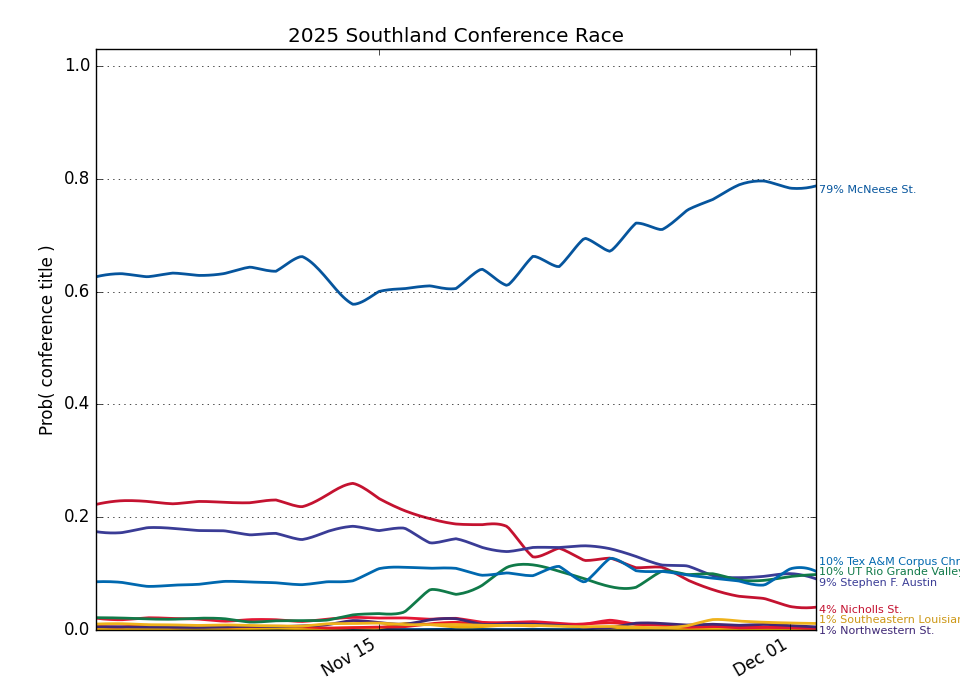 2025 Southland Conference Race
Prob( conference title )
1.0
0.8
0.6
0.4
0.2
0.0
Nov 15
Dec 01
79% McNeese St.
10% Tex A&M Corpus Chr
10% UT Rio Grande Valley
9% Stephen F. Austin
4% Nicholls St.
1% Southeastern Louisian
1% Northwestern St.